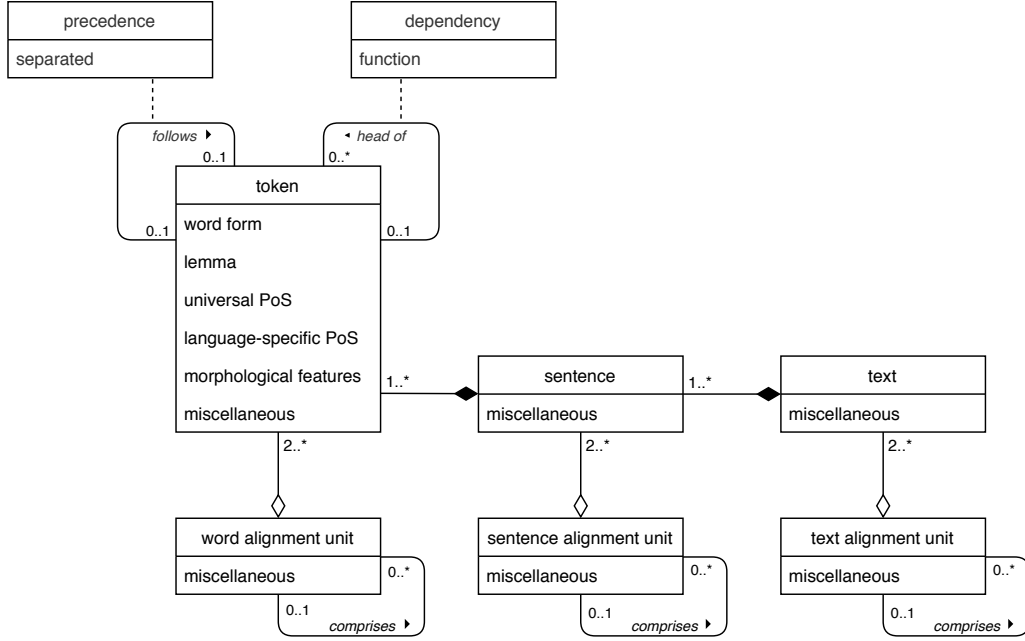 precedence
separated
dependency
function
follows
head of
0..1
0..*
0..1
0..1
token
word form
lemma
universal PoS
language-specific PoS
morphological features
miscellaneous
1..*
sentence
miscellaneous
1..*
text
miscellaneous
2..*
2..*
2..*
word alignment unit
miscellaneous
0..*
0..1
comprises
sentence alignment unit
miscellaneous
0..*
0..1
comprises
text alignment unit
miscellaneous
0..*
0..1
comprises